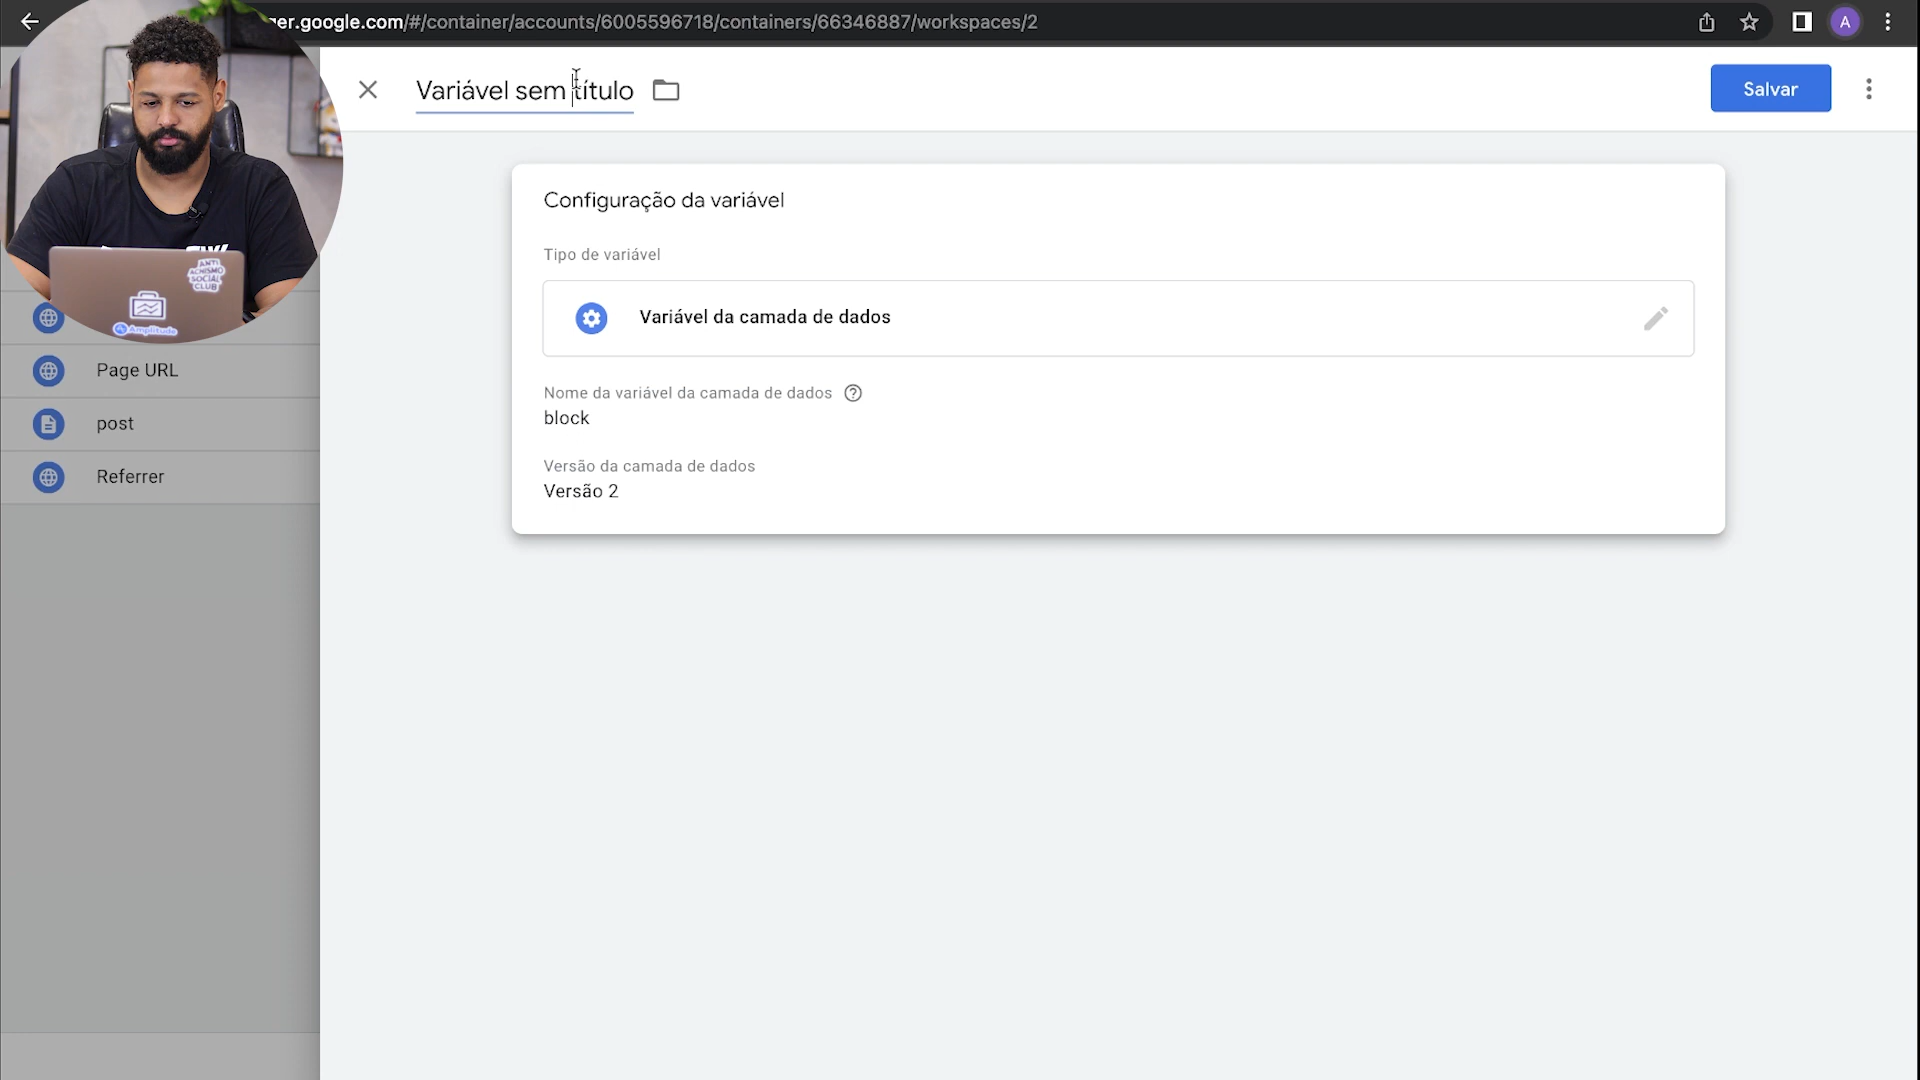 er.google.com/#/container/accounts/6005596718/containers/66346887/workspaces/2
A
Variável sem título
Salvar
Configuração da variável
Tipo de variável
Variável da camada de dados
Nome da variável da camada de dados
block
Versão da camada de dados
Versão 2
ANTI
ACHISMO
SOCIAL
CLUB
Amplitude
Page URL
post
Referrer